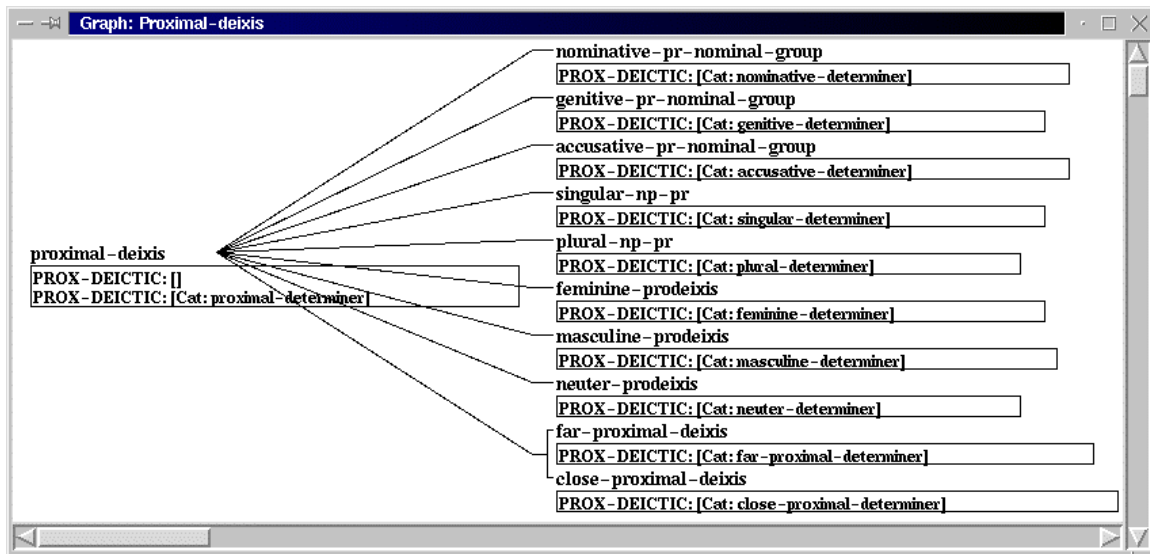 Graph: Proximal-deixis
nominative-pr-nominal-group
PROX-DEICTIC: [Cat: nominative-determiner]
genitive-pr-nominal-group
PROX-DEICTIC: [Cat: genitive-determiner]
accusative-pr-nominal-group
PROX-DEICTIC: [Cat: accusative-determiner]
singular-np-pr
PROX-DEICTIC: [Cat: singular-determiner]
plural-np-pr
PROX-DEICTIC: [Cat: plural-determiner]
proximal-deixis
PROX-DEICTIC: []
PROX-DEICTIC: [Cat: proximal-determiner]
feminine-prodeixis
PROX-DEICTIC: [Cat: feminine-determiner]
masculine-prodeixis
PROX-DEICTIC: [Cat: masculine-determiner]
neuter-prodeixis
PROX-DEICTIC: [Cat: neuter-determiner]
far-proximal-deixis
PROX-DEICTIC: [Cat: far-proximal-determiner]
close-proximal-deixis
PROX-DEICTIC: [Cat: close-proximal-determiner]